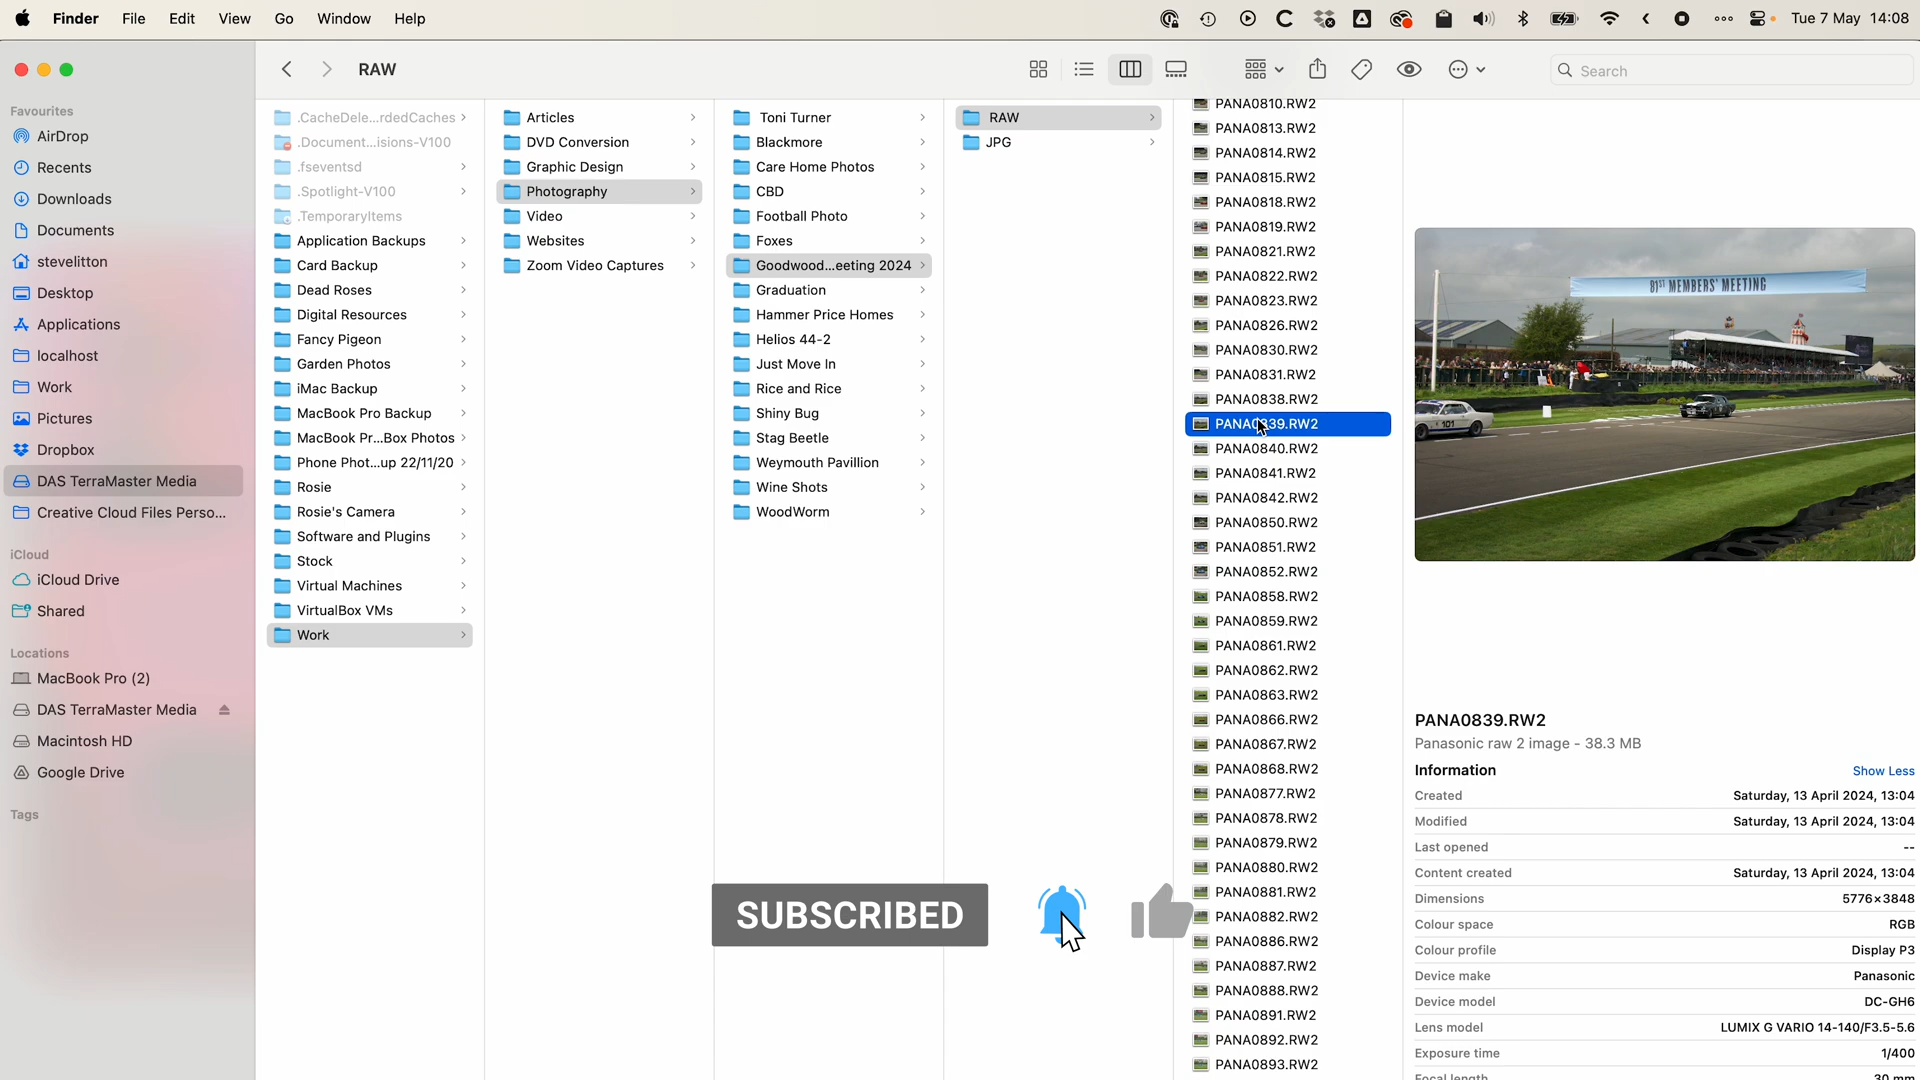 Finder File Edit View Go Window Help Tue 7 May 14:08
RAW Search
Favourites
AirDrop
Recents
Downloads
Documents
stevelitton
Desktop
Applications
localhost
Work
Pictures
Dropbox
DAS TerraMaster Media
Creative Cloud Files Perso...
iCloud
iCloud Drive
Shared
Locations
MacBook Pro (2)
DAS TerraMaster Media
Macintosh HD
Google Drive
Tags
.CacheDele...rdedCaches
.Document...isions-V100
.fseventsd
.Spotlight-V100
.TemporaryItems
Application Backups
Card Backup
Dead Roses
Digital Resources
Fancy Pigeon
Garden Photos
iMac Backup
MacBook Pro Backup
MacBook Pr...Box Photos
Phone Phot...up 22/11/20
Rosie
Rosie's Camera
Software and Plugins
Stock
Virtual Machines
VirtualBox VMs
Work
Articles
DVD Conversion
Graphic Design
Photography
Video
Websites
Zoom Video Captures
Toni Turner
Blackmore
Care Home Photos
CBD
Football Photo
Foxes
Goodwood...eeting 2024
Graduation
Hammer Price Homes
Helios 44-2
Just Move In
Rice and Rice
Shiny Bug
Stag Beetle
Weymouth Pavillion
Wine Shots
WoodWorm
RAW
JPG
PANA0810.RW2
PANA0813.RW2
PANA0814.RW2
PANA0815.RW2
PANA0818.RW2
PANA0819.RW2
PANA0821.RW2
PANA0822.RW2
PANA0823.RW2
PANA0826.RW2
PANA0830.RW2
PANA0831.RW2
PANA0838.RW2
PANA0839.RW2
PANA0840.RW2
PANA0841.RW2
PANA0842.RW2
PANA0850.RW2
PANA0851.RW2
PANA0852.RW2
PANA0858.RW2
PANA0859.RW2
PANA0861.RW2
PANA0862.RW2
PANA0863.RW2
PANA0866.RW2
PANA0867.RW2
PANA0868.RW2
PANA0877.RW2
PANA0878.RW2
PANA0879.RW2
PANA0880.RW2
PANA0881.RW2
PANA0882.RW2
PANA0886.RW2
PANA0887.RW2
PANA0888.RW2
PANA0891.RW2
PANA0892.RW2
PANA0893.RW2
81ST MEMBERS' MEETING
101
PANA0839.RW2
Panasonic raw 2 image - 38.3 MB
Information Show Less
Created Saturday, 13 April 2024, 13:04
Modified Saturday, 13 April 2024, 13:04
Last opened --
Content created Saturday, 13 April 2024, 13:04
Dimensions 5776×3848
Colour space RGB
Colour profile Display P3
Device make Panasonic
Device model DC-GH6
Lens model LUMIX G VARIO 14-140/F3.5-5.6
Exposure time 1/400
Focal length 30 mm
SUBSCRIBED